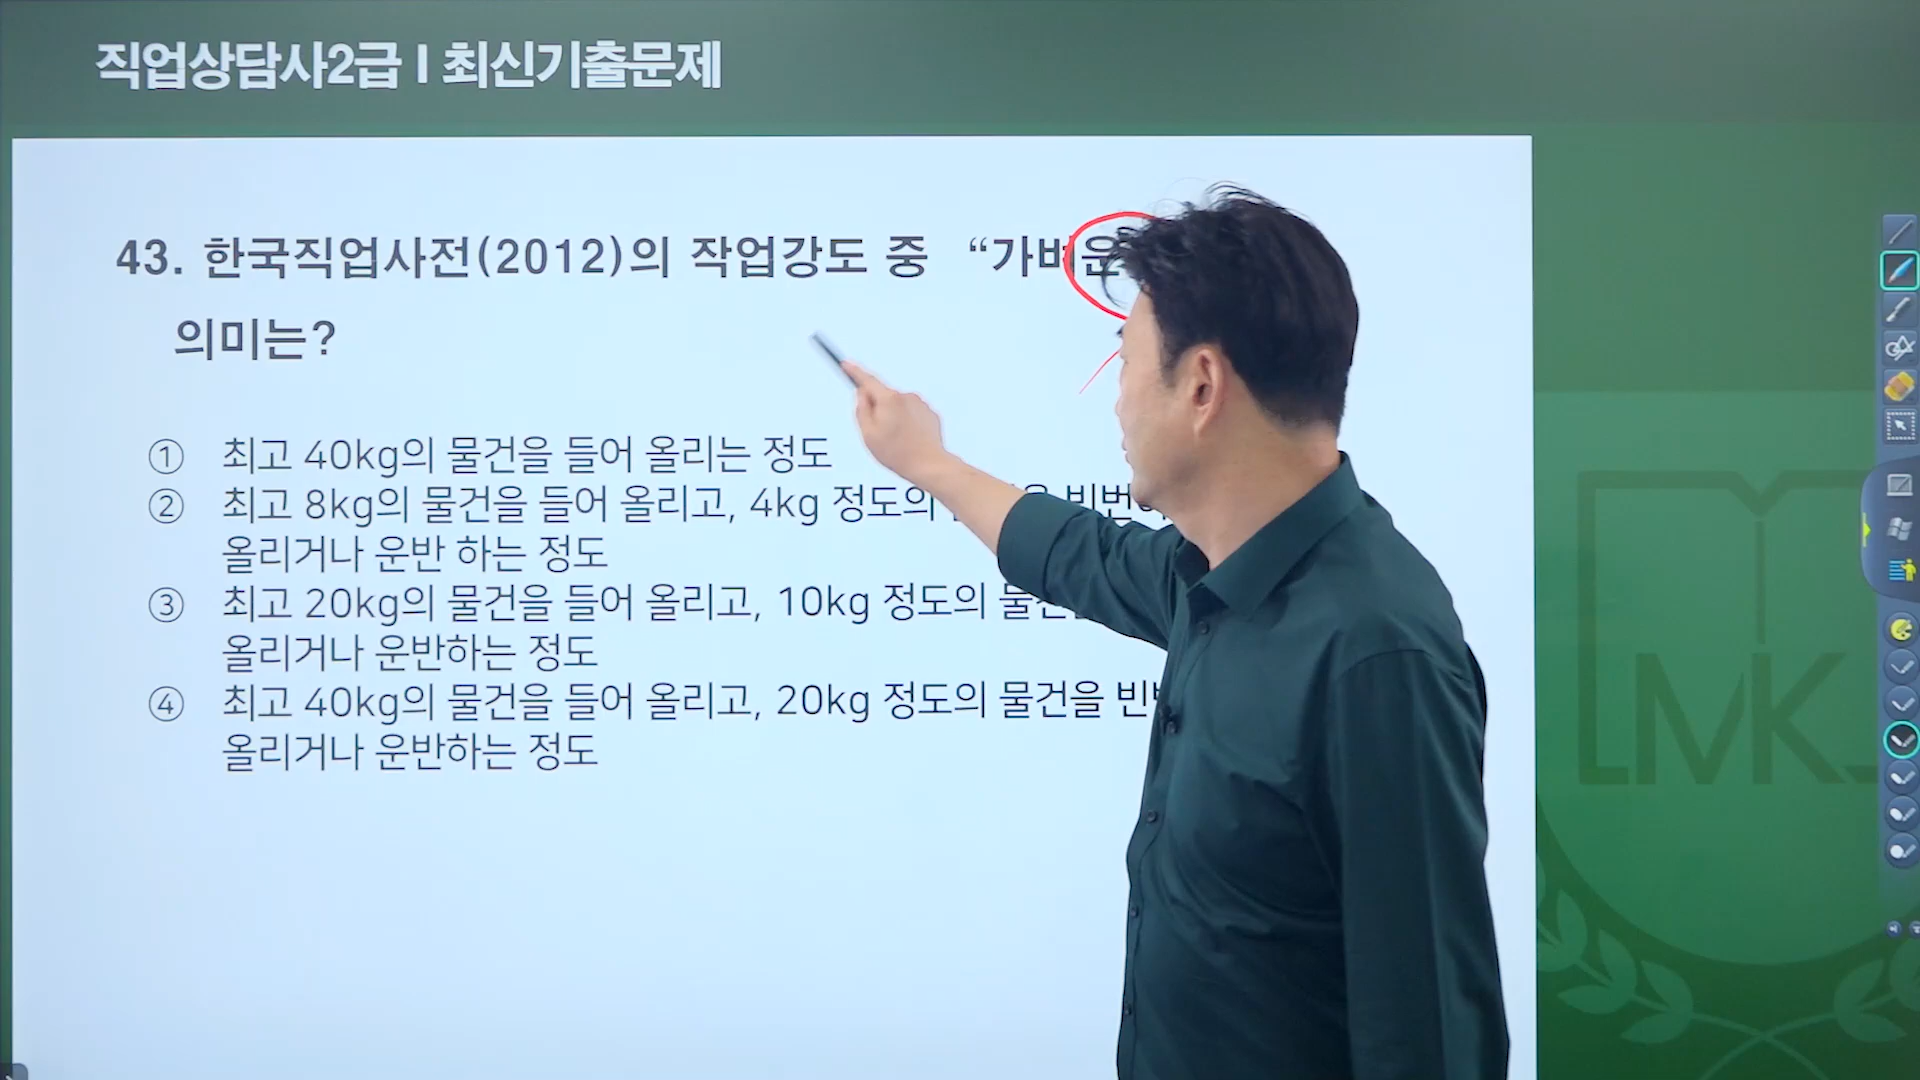 직업상담사2급 I 최신기출문제
43. 한국직업사전(2012)의 작업강도 중 “가벼운
의미는?
① 최고 40kg의 물건을 들어 올리는 정도
② 최고 8kg의 물건을 들어 올리고, 4kg 정도의
올리거나 운반 하는 정도
③ 최고 20kg의 물건을 들어 올리고, 10kg 정도의
올리거나 운반하는 정도
④ 최고 40kg의 물건을 들어 올리고, 20kg 정도의 물건을
올리거나 운반하는 정도
MK